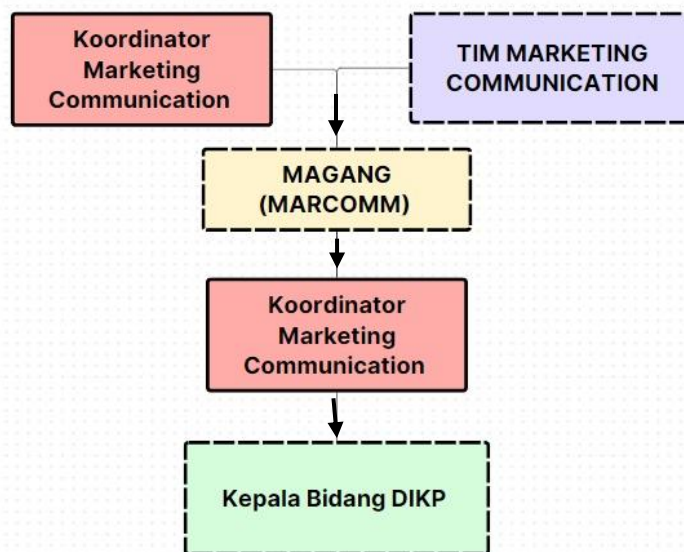 Koordinator
Marketing
Communication
TIM MARKETING
COMMUNICATION
MAGANG
(MARCOMM)
Koordinator
Marketing
Communication
Kepala Bidang DIKP